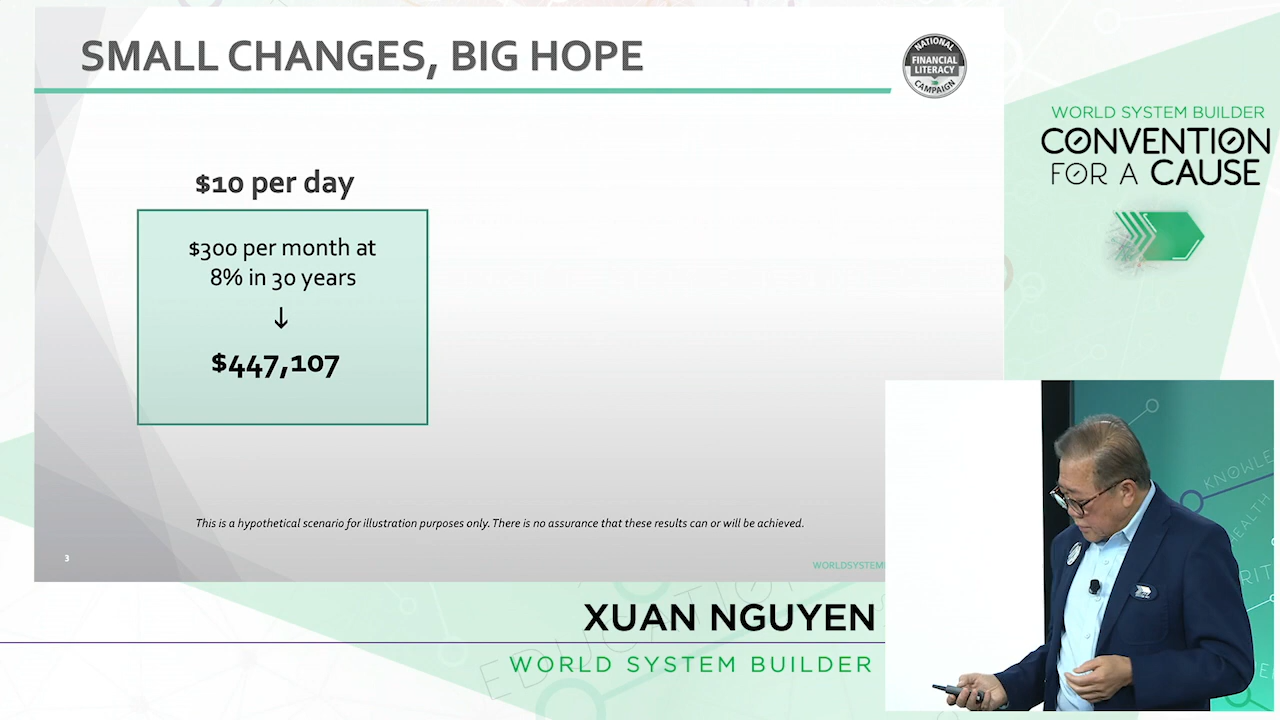 SMALL CHANGES, BIG HOPE
NATIONAL
FINANCIAL
LITERACY
CAMPAIGN
$10 per day
$300 per month at
8% in 30 years
↓
$447,107
This is a hypothetical scenario for illustration purposes only. There is no assurance that these results can or will be achieved.
3
WORLD SYSTEM BUILDER
CONVENTION
FOR A CAUSE
XUAN NGUYEN
WORLD SYSTEM BUILDER
EDUCATION
HEALTH